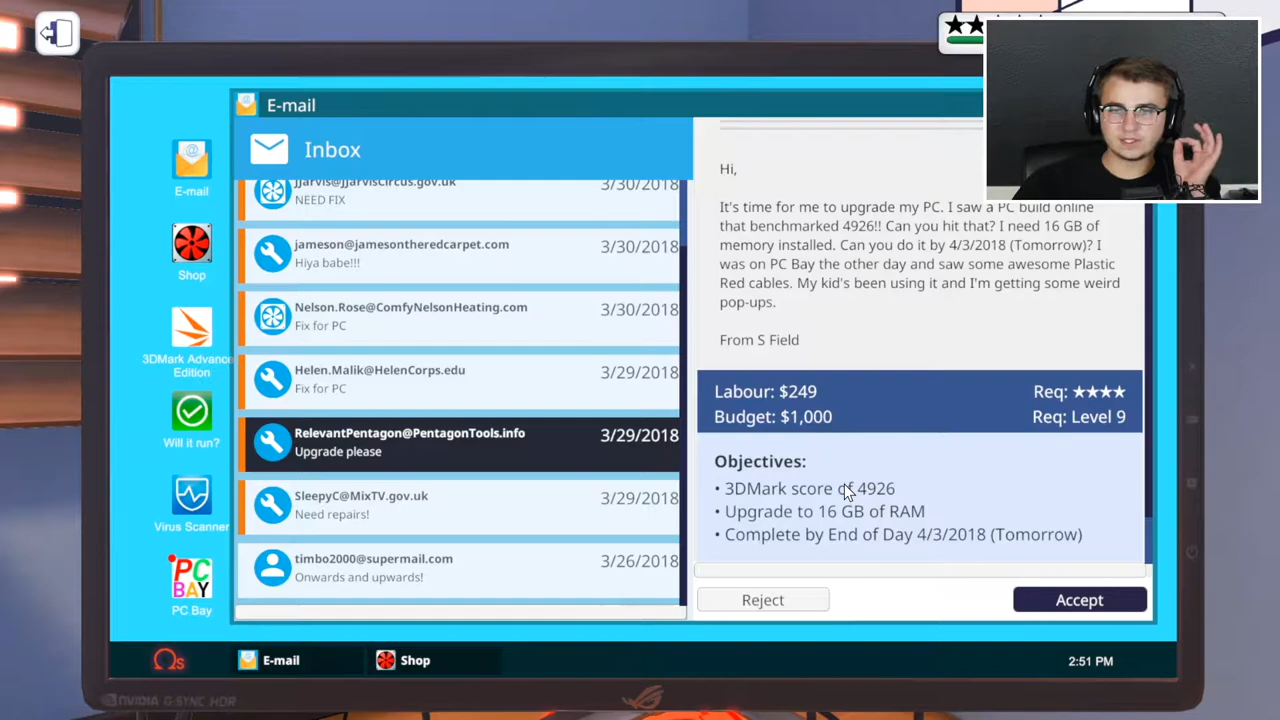 ★★
E-mail
Inbox
JJarvis@JJarvisCircus.gov.uk 3/30/2018
NEED FIX
jameson@jamesontheredcarpet.com 3/30/2018
Hiya babe!!!
Nelson.Rose@ComfyNelsonHeating.com 3/30/2018
Fix for PC
Helen.Malik@HelenCorps.edu 3/29/2018
Fix for PC
RelevantPentagon@PentagonTools.info 3/29/2018
Upgrade please
SleepyC@MixTV.gov.uk 3/29/2018
Need repairs!
timbo2000@supermail.com 3/26/2018
Onwards and upwards!
E-mail
Shop
3DMark Advance
Edition
Will it run?
Virus Scanner
PC
BAY
PC Bay
Hi,
It's time for me to upgrade my PC. I saw a PC build online
that benchmarked 4926!! Can you hit that? I need 16 GB of
memory installed. Can you do it by 4/3/2018 (Tomorrow)? I
was on PC Bay the other day and saw some awesome Plastic
Red cables. My kid's been using it and I'm getting some weird
pop-ups.
From S Field
Labour: $249 Req: ★★★★
Budget: $1,000 Req: Level 9
Objectives:
• 3DMark score of 4926
• Upgrade to 16 GB of RAM
• Complete by End of Day 4/3/2018 (Tomorrow)
Reject Accept
Ωs E-mail Shop 2:51 PM
NVIDIA G-SYNC HDR